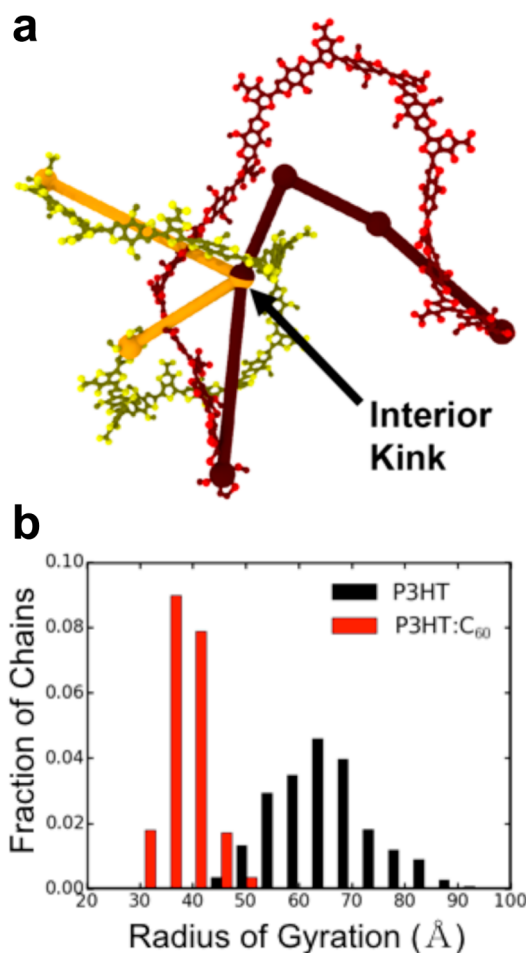 a
Interior
Kink
b
Fraction of Chains
0.10
0.08
0.06
0.04
0.02
0.00
P3HT
P3HT:C₆₀
20 30 40 50 60 70 80 90 100
Radius of Gyration (Å)